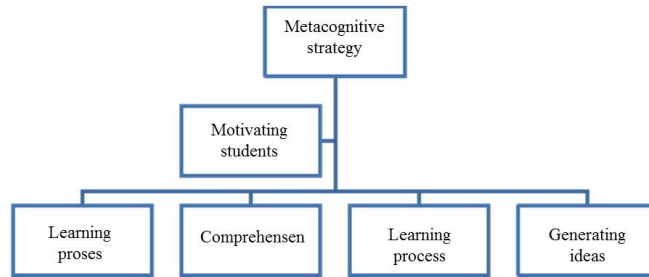 Metacognitive
strategy
Motivating
students
Learning
proses
Comprehensen
Learning
process
Generating
ideas